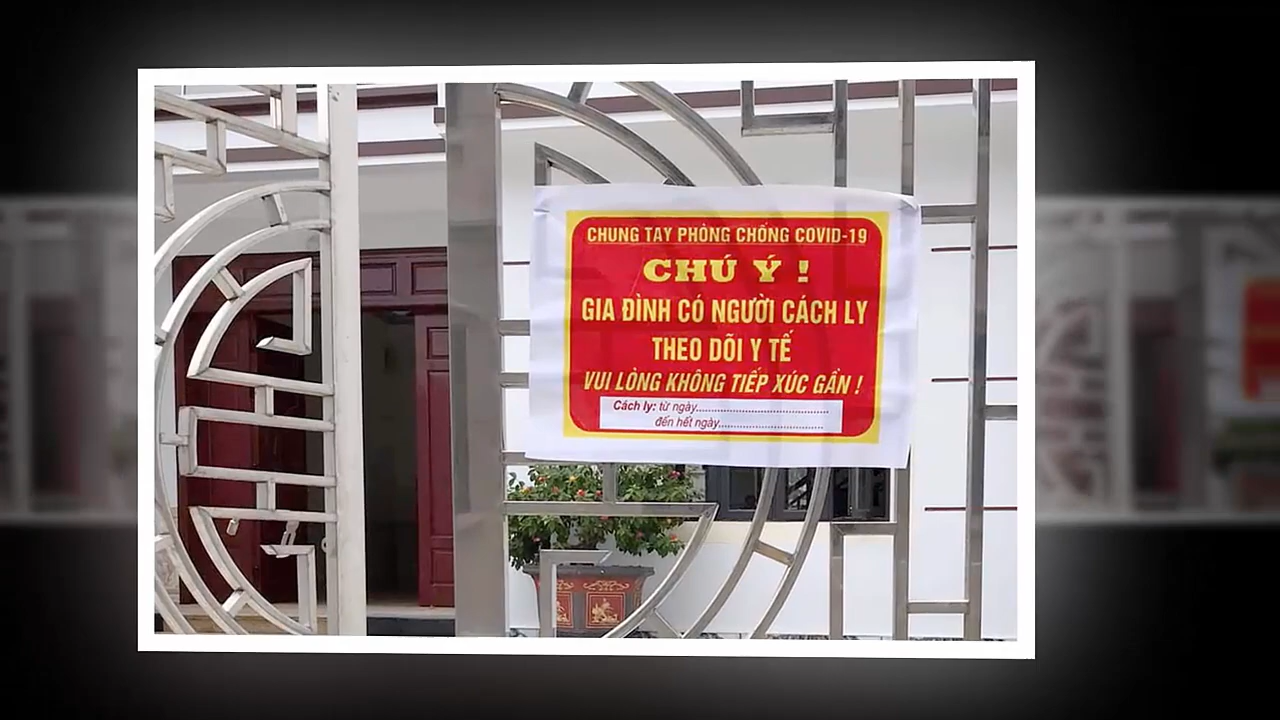 CHUNG TAY PHÒNG CHỐNG COVID-19
CHÚ Ý !
GIA ĐÌNH CÓ NGƯỜI CÁCH LY
THEO DÕI Y TẾ
VUI LÒNG KHÔNG TIẾP XÚC GẦN !
Cách ly: từ ngày........................................
đến hết ngày................................